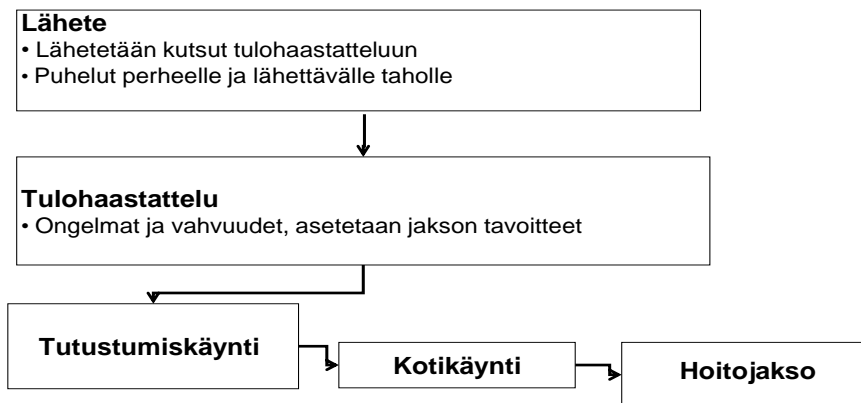 Lähete
• Lähetetään kutsut tulohaastatteluun
• Puhelut perheelle ja lähettävälle taholle
Tulohaastattelu
• Ongelmat ja vahvuudet, asetetaan jakson tavoitteet
Tutustumiskäynti
Kotikäynti
Hoitojakso